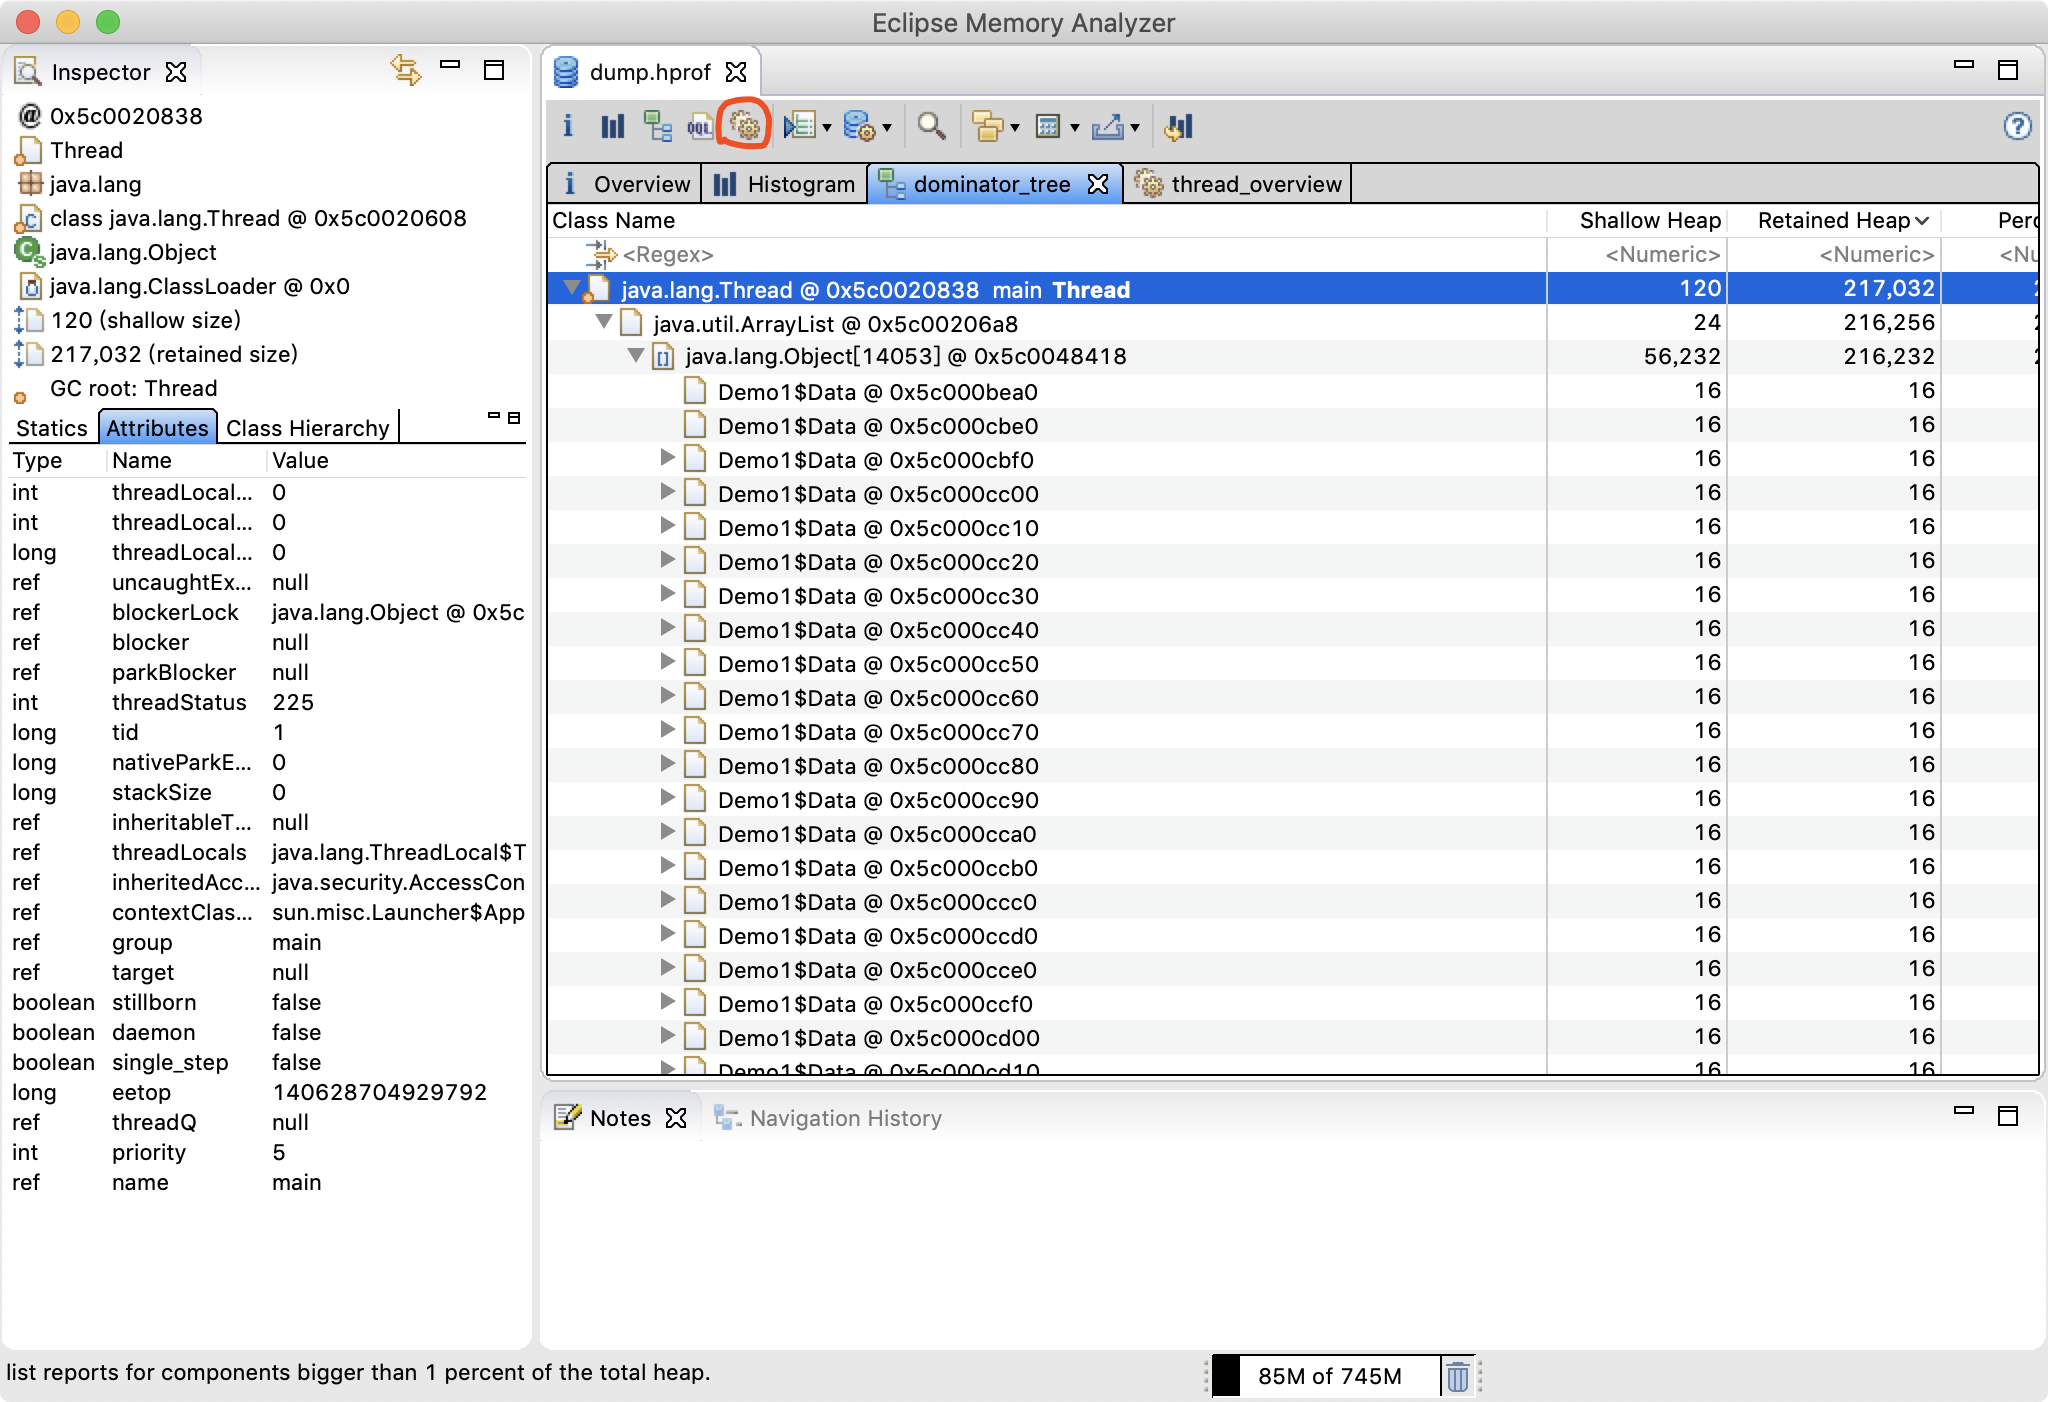 Eclipse Memory Analyzer
Inspector
@ 0x5c0020838
Thread
java.lang
class java.lang.Thread @ 0x5c0020608
java.lang.Object
java.lang.ClassLoader @ 0x0
120 (shallow size)
217,032 (retained size)
GC root: Thread
Statics Attributes Class Hierarchy
Type Name Value
int threadLocal... 0
int threadLocal... 0
long threadLocal... 0
ref uncaughtEx... null
ref blockerLock java.lang.Object @ 0x5c
ref blocker null
ref parkBlocker null
int threadStatus 225
long tid 1
long nativeParkE... 0
long stackSize 0
ref inheritableT... null
ref threadLocals java.lang.ThreadLocal$T
ref inheritedAcc... java.security.AccessCon
ref contextClas... sun.misc.Launcher$App
ref group main
ref target null
boolean stillborn false
boolean daemon false
boolean single_step false
long eetop 140628704929792
ref threadQ null
int priority 5
ref name main
dump.hprof
OQL
Overview Histogram dominator_tree thread_overview
Class Name Shallow Heap Retained Heap Perc
<Regex> <Numeric> <Numeric> <Nu
java.lang.Thread @ 0x5c0020838 main Thread 120 217,032
java.util.ArrayList @ 0x5c00206a8 24 216,256
java.lang.Object[14053] @ 0x5c0048418 56,232 216,232
Demo1$Data @ 0x5c000bea0 16 16
Demo1$Data @ 0x5c000cbe0 16 16
Demo1$Data @ 0x5c000cbf0 16 16
Demo1$Data @ 0x5c000cc00 16 16
Demo1$Data @ 0x5c000cc10 16 16
Demo1$Data @ 0x5c000cc20 16 16
Demo1$Data @ 0x5c000cc30 16 16
Demo1$Data @ 0x5c000cc40 16 16
Demo1$Data @ 0x5c000cc50 16 16
Demo1$Data @ 0x5c000cc60 16 16
Demo1$Data @ 0x5c000cc70 16 16
Demo1$Data @ 0x5c000cc80 16 16
Demo1$Data @ 0x5c000cc90 16 16
Demo1$Data @ 0x5c000cca0 16 16
Demo1$Data @ 0x5c000ccb0 16 16
Demo1$Data @ 0x5c000ccc0 16 16
Demo1$Data @ 0x5c000ccd0 16 16
Demo1$Data @ 0x5c000cce0 16 16
Demo1$Data @ 0x5c000ccf0 16 16
Demo1$Data @ 0x5c000cd00 16 16
Demo1$Data @ 0x5c000cd10 16 16
Notes Navigation History
list reports for components bigger than 1 percent of the total heap.
85M of 745M